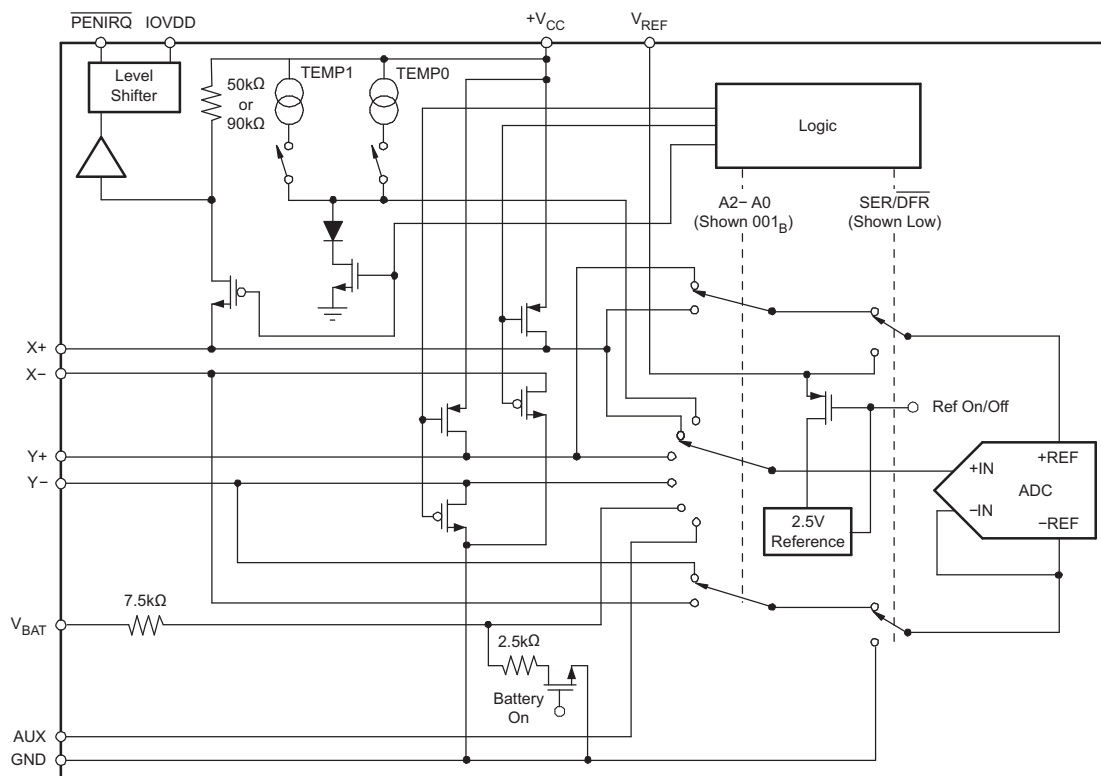 PENIRQ IOVDD +VCC VREF
Level
Shifter
50kΩ
or
90kΩ
TEMP1
TEMP0
Logic
A2− A0
(Shown 001B)
SER/DFR
(Shown Low)
X+
X−
Y+
Y−
Ref On/Off
+IN
−IN
+REF
ADC
−REF
2.5V
Reference
7.5kΩ
VBAT
2.5kΩ
Battery
On
AUX
GND